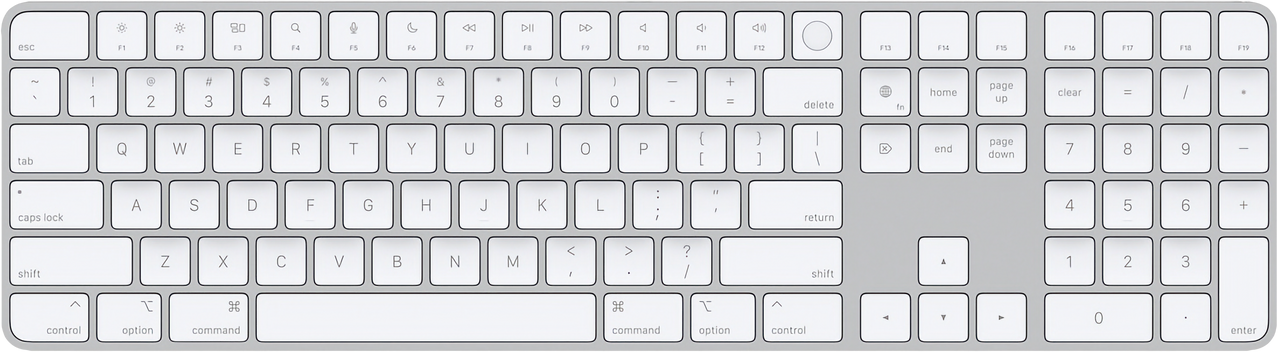 esc F1 F2 F3 F4 F5 F6 F7 F8 F9 F10 F11 F12 F13 F14 F15 F16 F17 F18 F19
~ ! @ # $ % ^ & * ( ) — +
` 1 2 3 4 5 6 7 8 9 0 - = delete fn home page up clear = / *
tab Q W E R T Y U I O P { [ } ] | \ end page down 7 8 9 −
caps lock A S D F G H J K L : ; " ' return 4 5 6 +
shift Z X C V B N M < , > . ? / shift ▲ 1 2 3
^ ⌥ ⌘ ⌘ ⌥ ^
control option command command option control ◄ ▼ ► 0 . enter